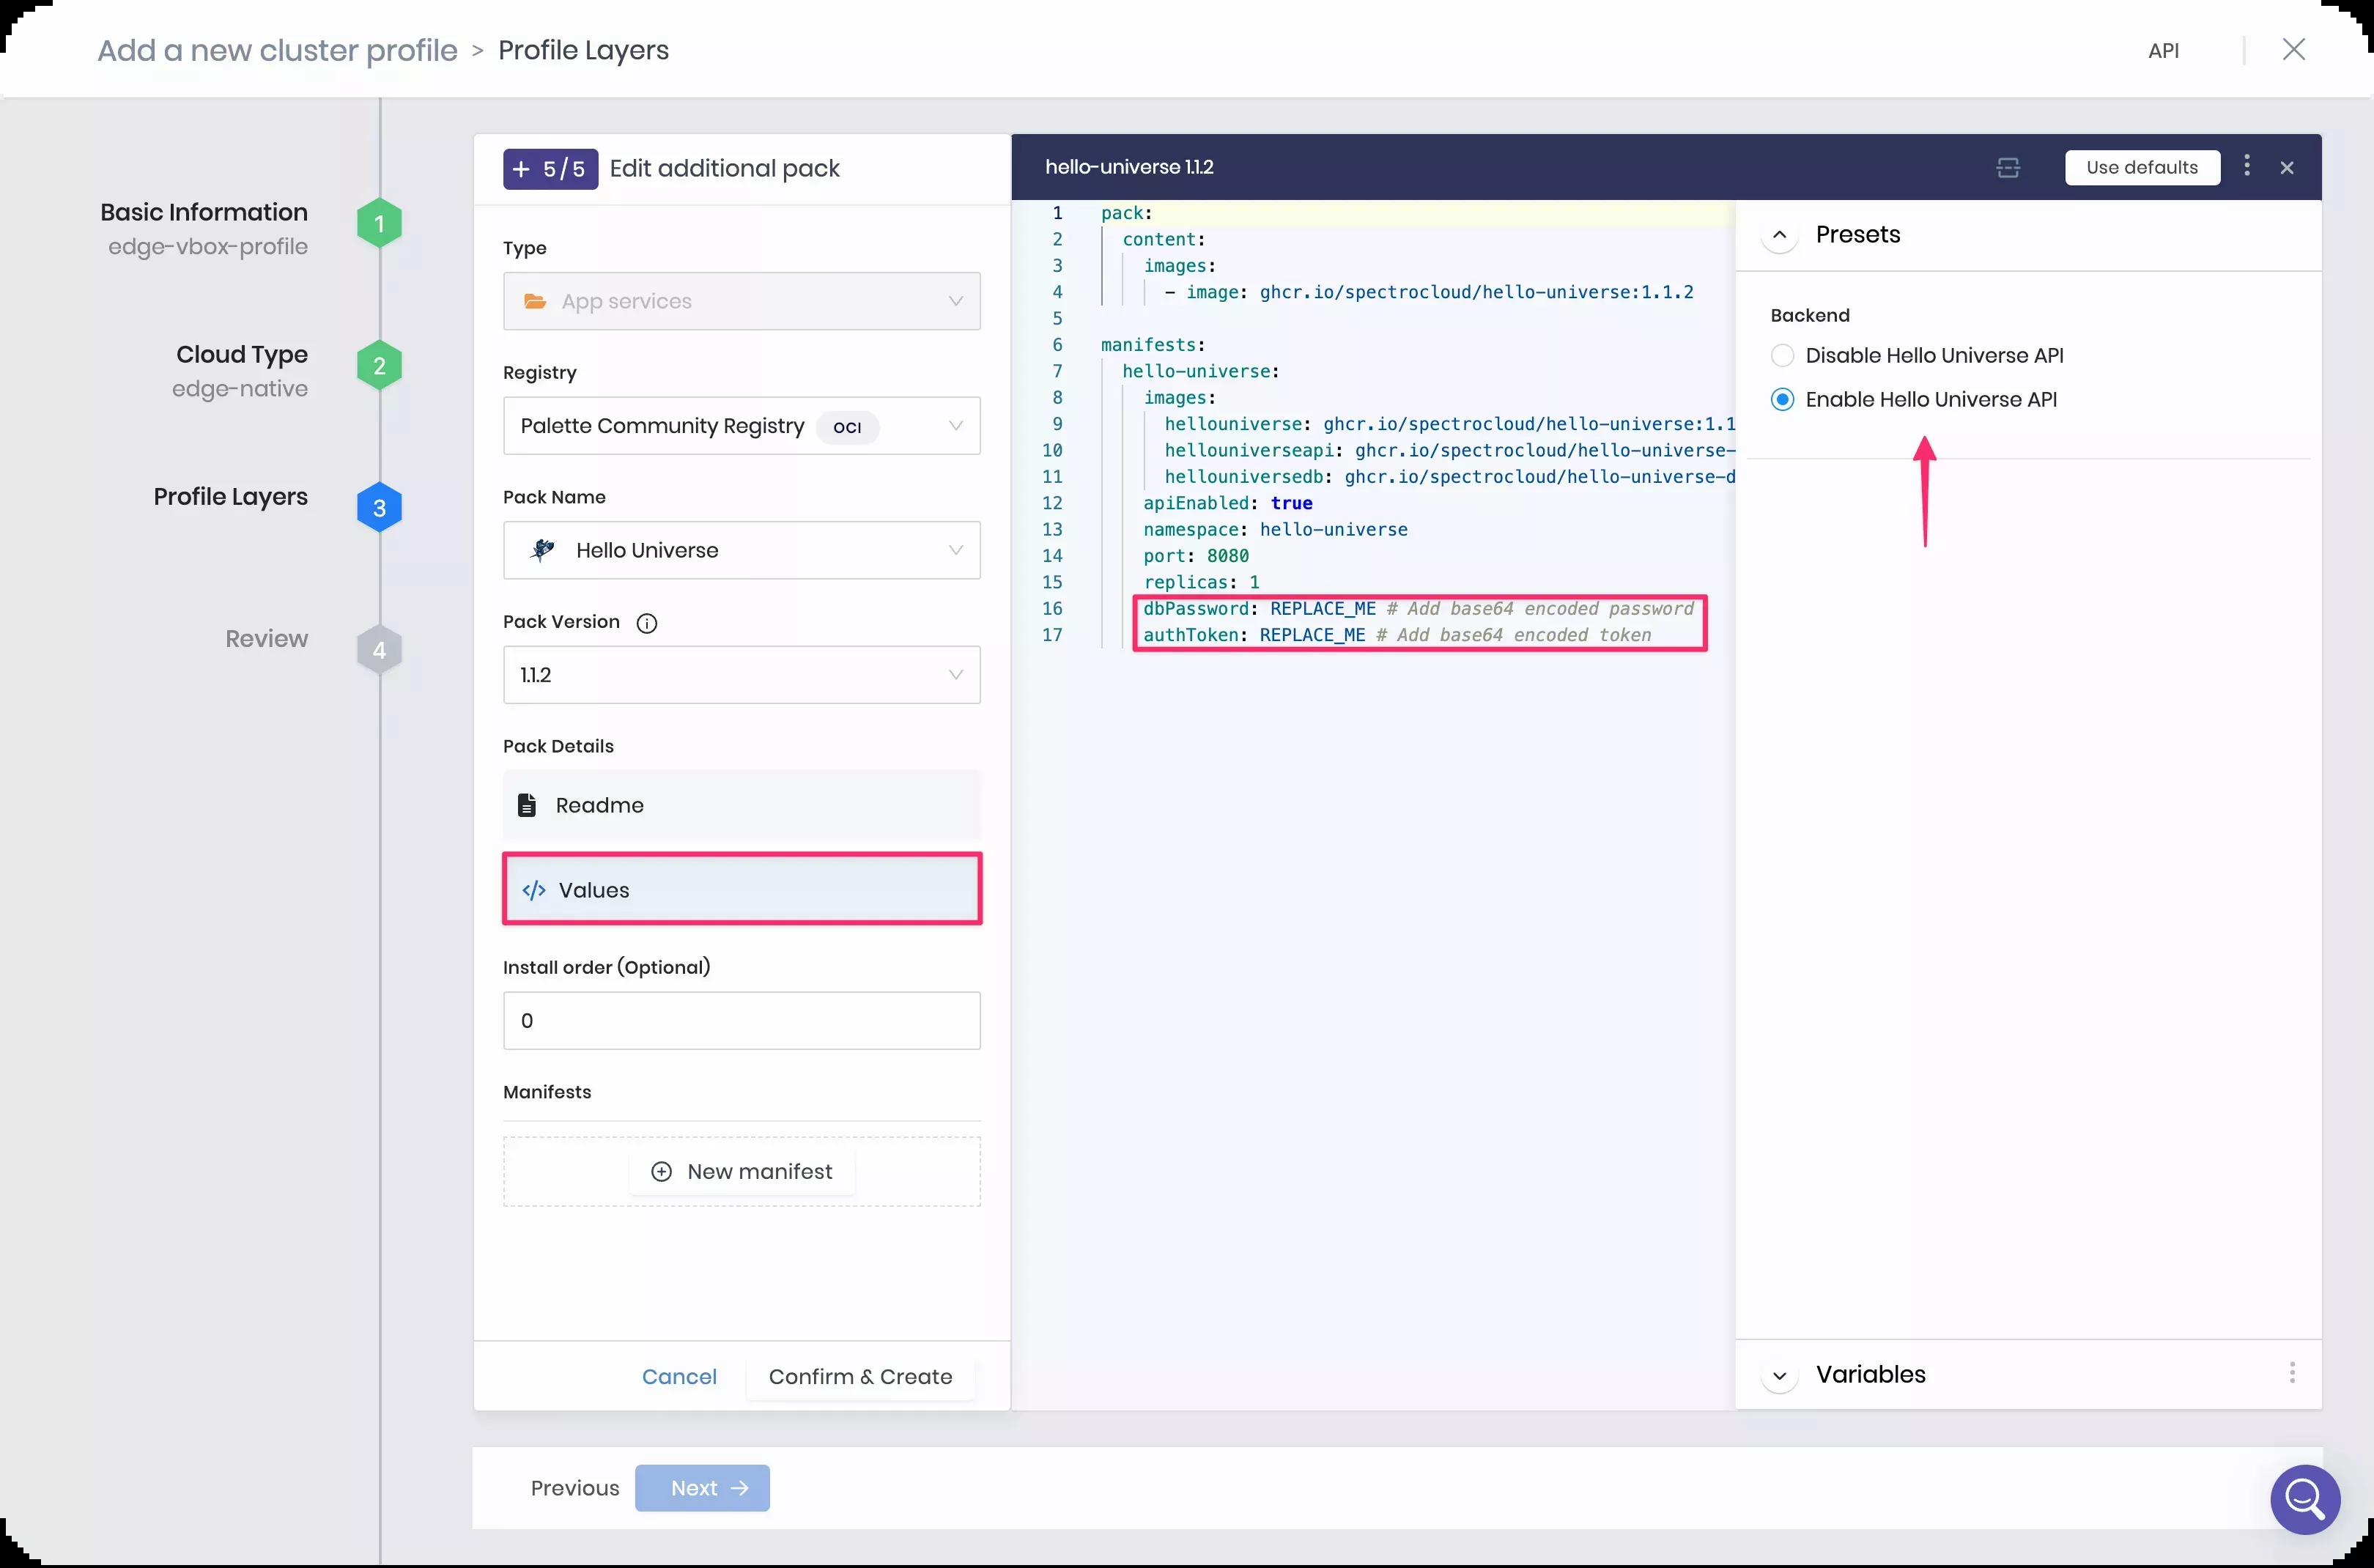 Add a new cluster profile > Profile Layers
API
Basic Information
edge-vbox-profile
1
Cloud Type
edge-native
2
Profile Layers
3
Review
4
+ 5/5 Edit additional pack
Type
App services
Registry
Palette Community Registry OCI
Pack Name
Hello Universe
Pack Version
1.1.2
Pack Details
Readme
</> Values
Install order (Optional)
0
Manifests
New manifest
Cancel
Confirm & Create
hello-universe 1.1.2
Use defaults
1 pack:
2 content:
3 images:
4 - image: ghcr.io/spectrocloud/hello-universe:1.1.2
5
6 manifests:
7 hello-universe:
8 images:
9 hellouniverse: ghcr.io/spectrocloud/hello-universe:1.1
10 hellouniverseapi: ghcr.io/spectrocloud/hello-universe-
11 hellouniversedb: ghcr.io/spectrocloud/hello-universe-d
12 apiEnabled: true
13 namespace: hello-universe
14 port: 8080
15 replicas: 1
16 dbPassword: REPLACE_ME # Add base64 encoded password
17 authToken: REPLACE_ME # Add base64 encoded token
Presets
Backend
Disable Hello Universe API
Enable Hello Universe API
Variables
Previous
Next →